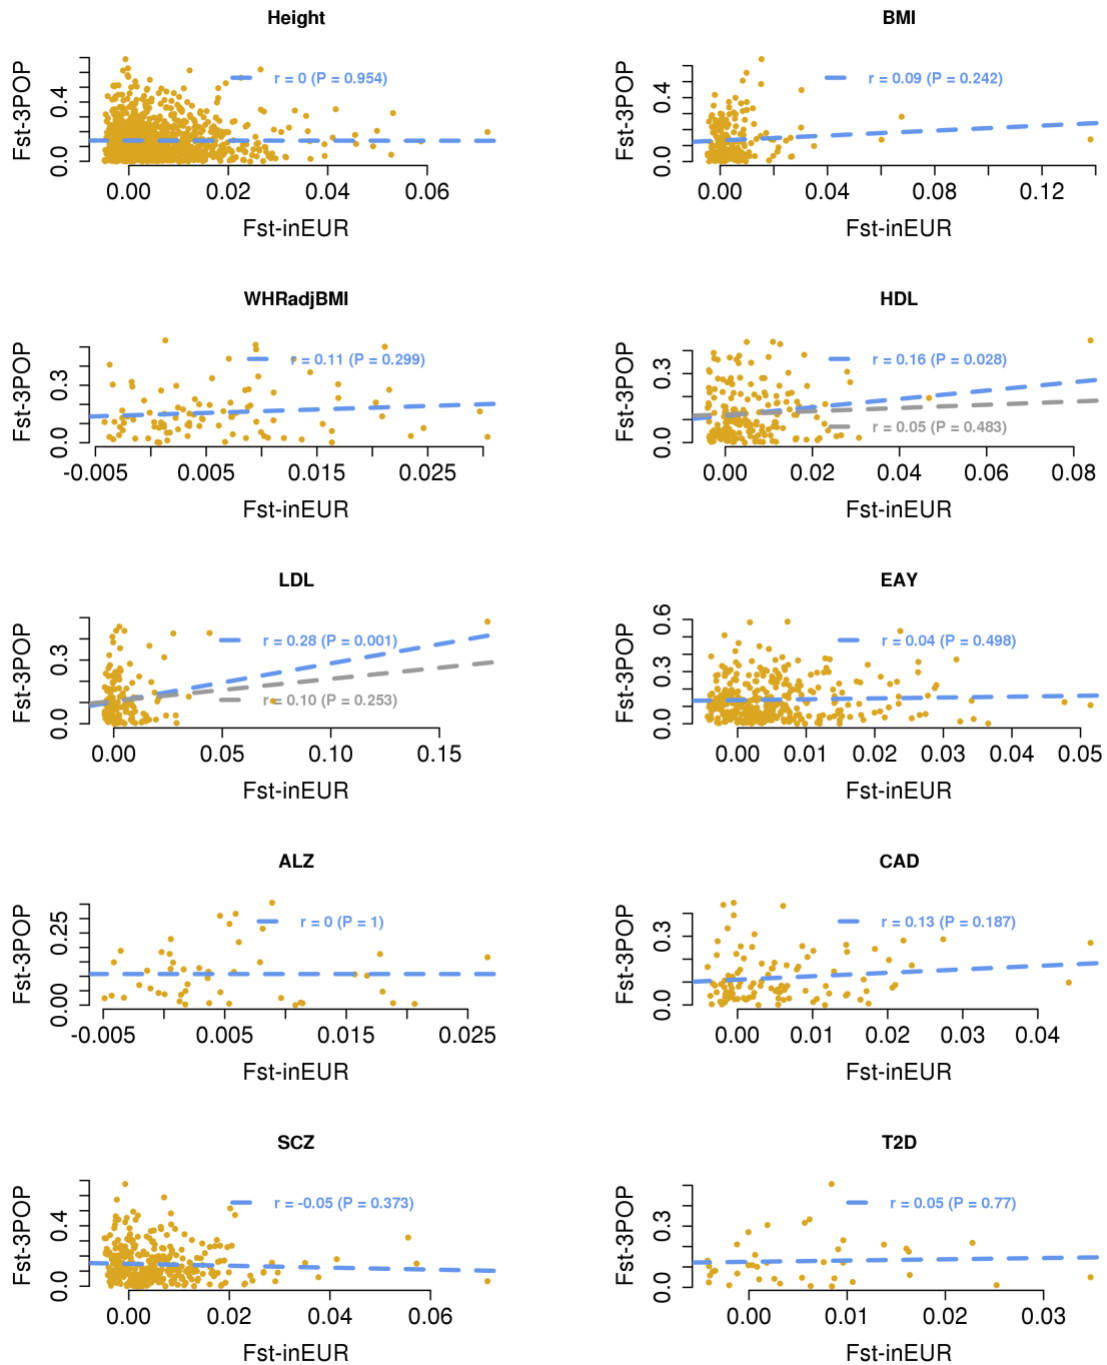 Height
Fst-3POP
0.0 0.4
r = 0 (P = 0.954)
0.00 0.02 0.04 0.06
Fst-inEUR
BMI
Fst-3POP
0.0 0.4
r = 0.09 (P = 0.242)
0.00 0.04 0.08 0.12
Fst-inEUR
WHRadjBMI
Fst-3POP
0.0 0.3
r = 0.11 (P = 0.299)
-0.005 0.005 0.015 0.025
Fst-inEUR
HDL
Fst-3POP
0.0 0.3
r = 0.16 (P = 0.028)
r = 0.05 (P = 0.483)
0.00 0.02 0.04 0.06 0.08
Fst-inEUR
LDL
Fst-3POP
0.0 0.3
r = 0.28 (P = 0.001)
r = 0.10 (P = 0.253)
0.00 0.05 0.10 0.15
Fst-inEUR
EAY
Fst-3POP
0.0 0.3 0.6
r = 0.04 (P = 0.498)
0.00 0.01 0.02 0.03 0.04 0.05
Fst-inEUR
ALZ
Fst-3POP
0.00 0.25
r = 0 (P = 1)
-0.005 0.005 0.015 0.025
Fst-inEUR
CAD
Fst-3POP
0.0 0.3
r = 0.13 (P = 0.187)
0.00 0.01 0.02 0.03 0.04
Fst-inEUR
SCZ
Fst-3POP
0.0 0.4
r = -0.05 (P = 0.373)
0.00 0.02 0.04 0.06
Fst-inEUR
T2D
Fst-3POP
0.0 0.3
r = 0.05 (P = 0.77)
0.00 0.01 0.02 0.03
Fst-inEUR